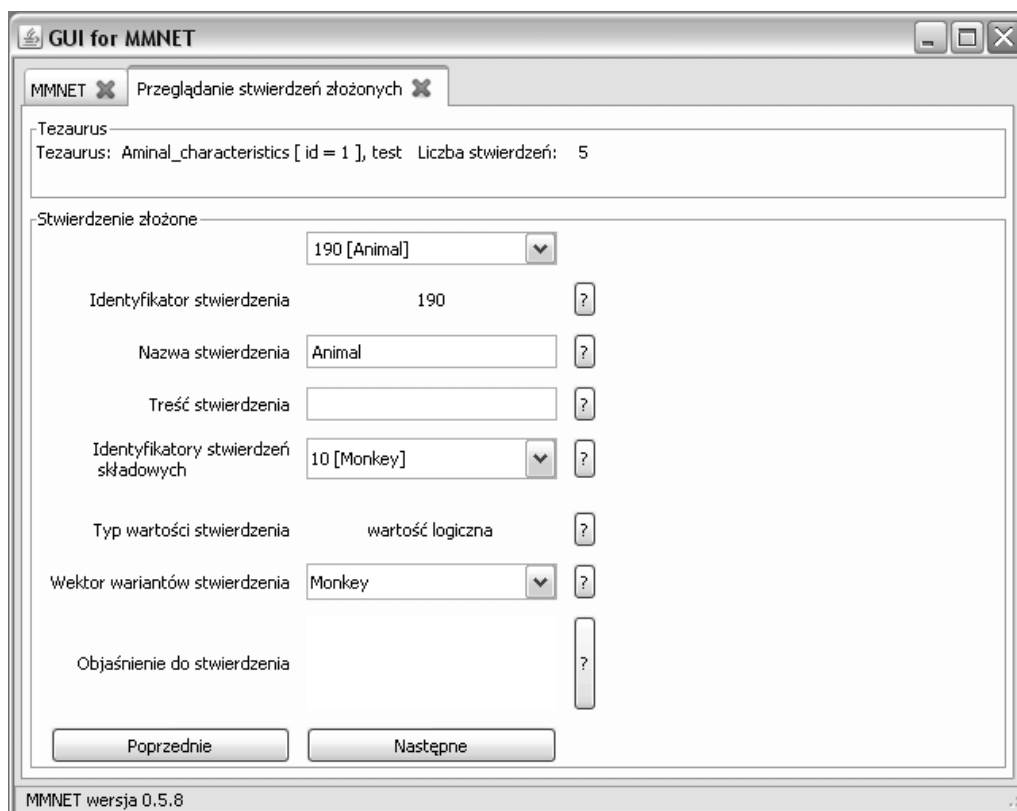 GUI for MMNET
MMNET Przeglądanie stwierdzeń złożonych
Tezaurus
Tezaurus: Aminal_characteristics [ id = 1 ], test Liczba stwierdzeń: 5
Stwierdzenie złożone
190 [Animal]
Identyfikator stwierdzenia 190 ?
Nazwa stwierdzenia Animal ?
Treść stwierdzenia ?
Identyfikatory stwierdzeń
składowych 10 [Monkey] ?
Typ wartości stwierdzenia wartość logiczna ?
Wektor wariantów stwierdzenia Monkey ?
Objaśnienie do stwierdzenia ?
Poprzednie Następne
MMNET wersja 0.5.8